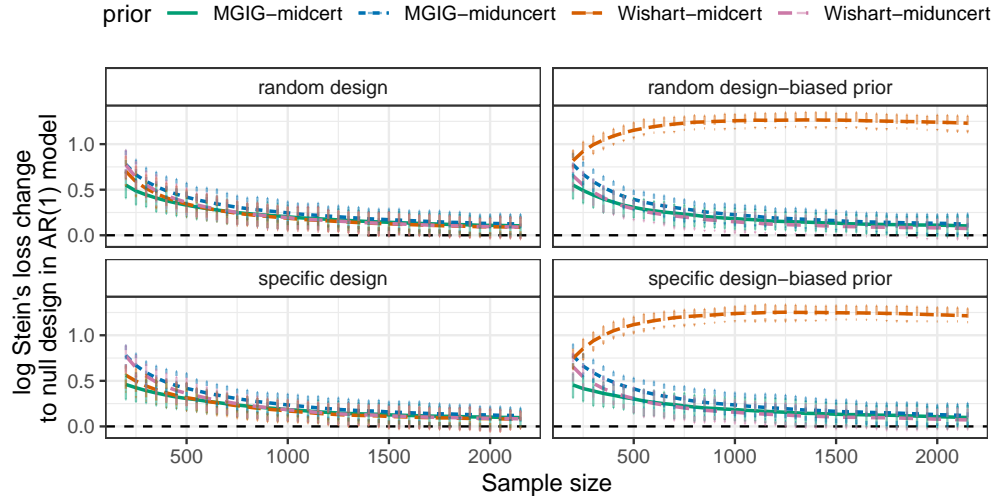 prior MGIG−midcert MGIG−miduncert Wishart−midcert Wishart−miduncert
random design
random design−biased prior
specific design
specific design−biased prior
log Stein's loss change
to null design in AR(1) model
1.0
0.5
0.0
1.0
0.5
0.0
500 1000 1500 2000
500 1000 1500 2000
Sample size